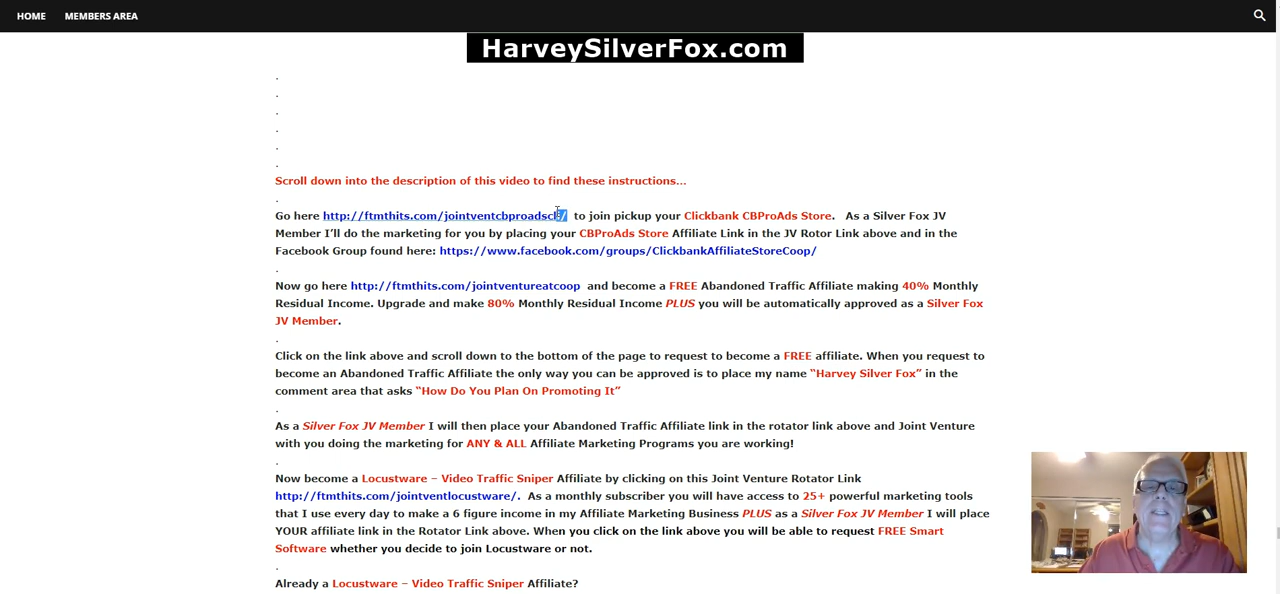 HOME MEMBERS AREA
HarveySilverFox.com
.
.
.
.
.
.
Scroll down into the description of this video to find these instructions...
.
Go here http://ftmthits.com/jointventcbproadscb/ to join pickup your Clickbank CBProAds Store. As a Silver Fox JV
Member I’ll do the marketing for you by placing your CBProAds Store Affiliate Link in the JV Rotor Link above and in the
Facebook Group found here: https://www.facebook.com/groups/ClickbankAffiliateStoreCoop/
.
Now go here http://ftmthits.com/jointventureatcoop and become a FREE Abandoned Traffic Affiliate making 40% Monthly
Residual Income. Upgrade and make 80% Monthly Residual Income PLUS you will be automatically approved as a Silver Fox
JV Member.
.
Click on the link above and scroll down to the bottom of the page to request to become a FREE affiliate. When you request to
become an Abandoned Traffic Affiliate the only way you can be approved is to place my name “Harvey Silver Fox” in the
comment area that asks “How Do You Plan On Promoting It”
.
As a Silver Fox JV Member I will then place your Abandoned Traffic Affiliate link in the rotator link above and Joint Venture
with you doing the marketing for ANY & ALL Affiliate Marketing Programs you are working!
.
Now become a Locustware – Video Traffic Sniper Affiliate by clicking on this Joint Venture Rotator Link
http://ftmthits.com/jointventlocustware/. As a monthly subscriber you will have access to 25+ powerful marketing tools
that I use every day to make a 6 figure income in my Affiliate Marketing Business PLUS as a Silver Fox JV Member I will place
YOUR affiliate link in the Rotator Link above. When you click on the link above you will be able to request FREE Smart
Software whether you decide to join Locustware or not.
.
Already a Locustware – Video Traffic Sniper Affiliate?